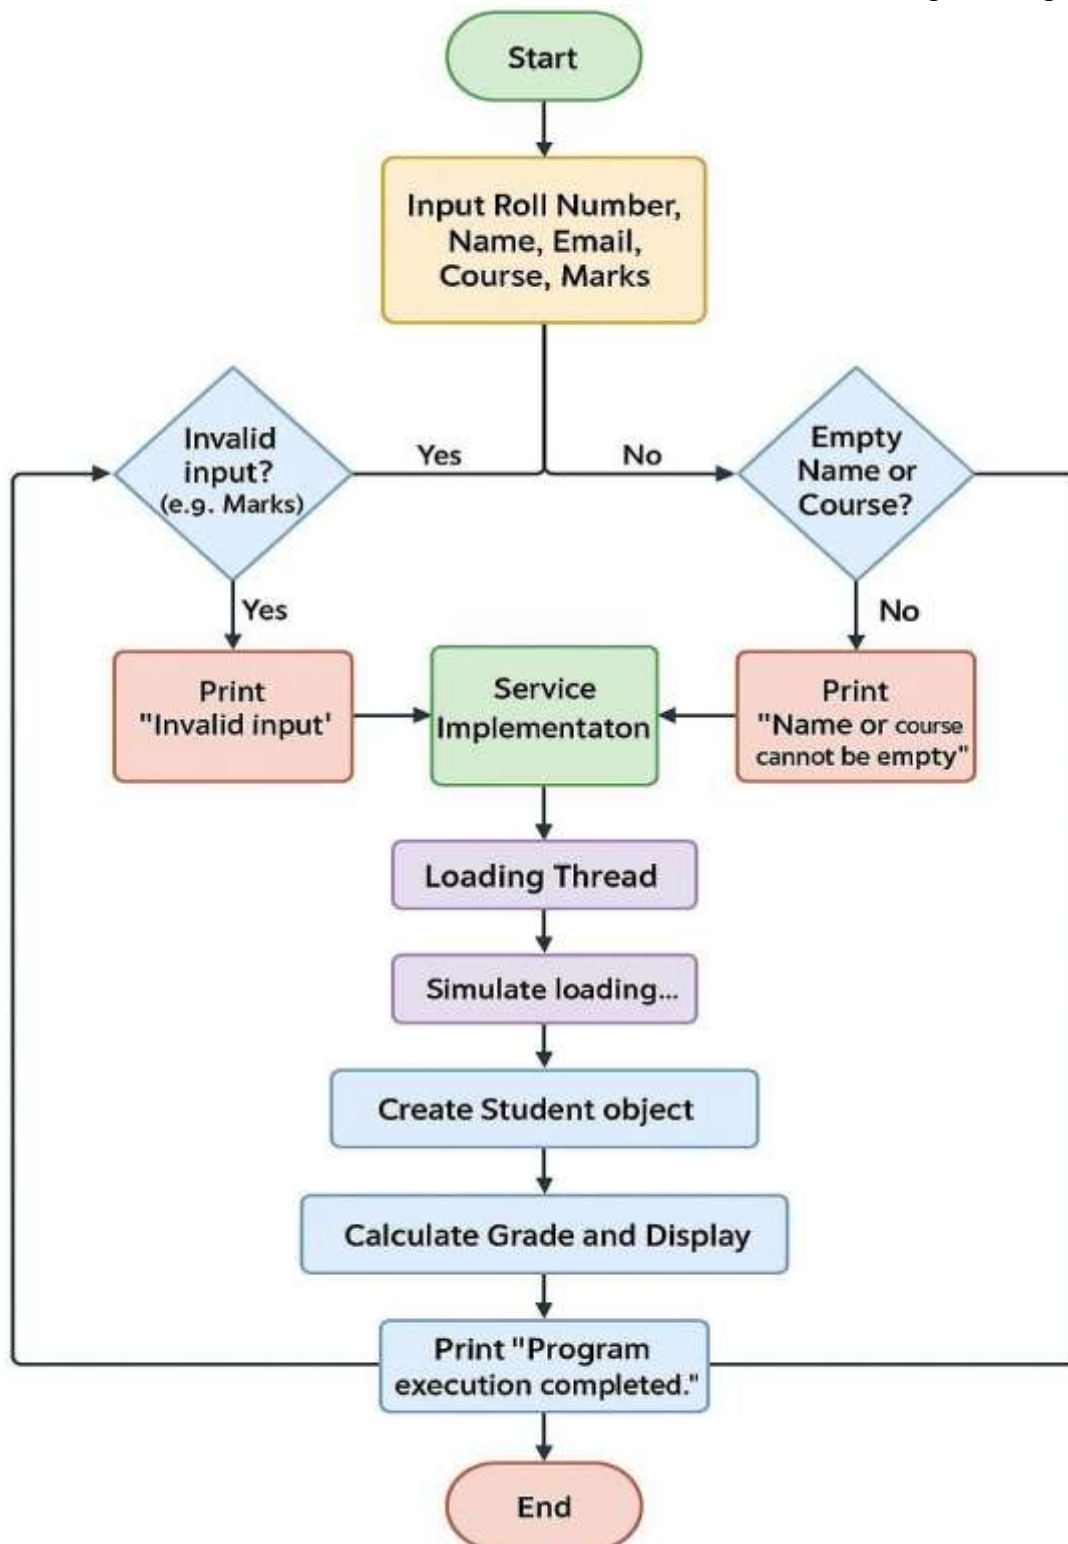 Start
Input Roll Number,
Name, Email,
Course, Marks
Invalid
input?
(e.g. Marks)
Yes
No
Empty
Name or
Course?
Yes
No
Print
"Invalid input'
Service
Implementaton
Print
"Name or course
cannot be empty"
Loading Thread
Simulate loading...
Create Student object
Calculate Grade and Display
Print "Program
execution completed."
End